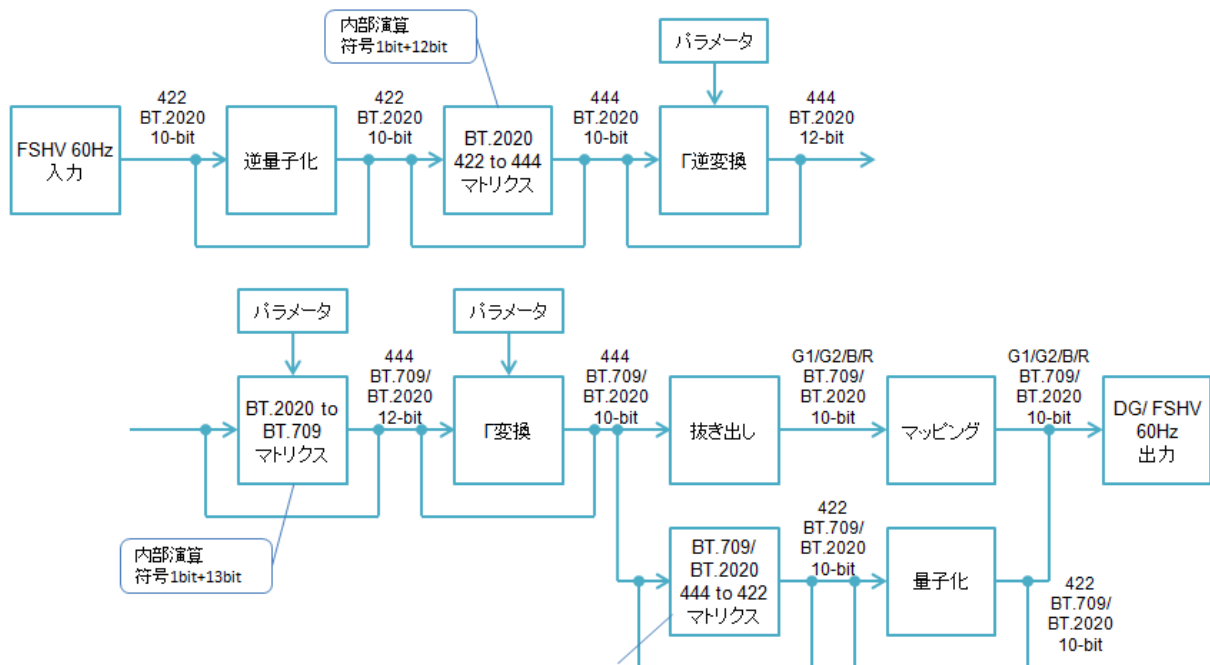 内部演算
符号1bit+12bit
パラメータ
422
BT.2020
10-bit
422
BT.2020
10-bit
444
BT.2020
10-bit
444
BT.2020
12-bit
FSHV 60Hz
入力
逆量子化
BT.2020
422 to 444
マトリクス
Γ逆変換
パラメータ
パラメータ
444
BT.709/
BT.2020
12-bit
444
BT.709/
BT.2020
10-bit
G1/G2/B/R
BT.709/
BT.2020
10-bit
G1/G2/B/R
BT.709/
BT.2020
10-bit
BT.2020 to
BT.709
マトリクス
Γ変換
抜き出し
マッピング
DG/ FSHV
60Hz
出力
内部演算
符号1bit+13bit
BT.709/
BT.2020
444 to 422
マトリクス
422
BT.709/
BT.2020
10-bit
量子化
422
BT.709/
BT.2020
10-bit